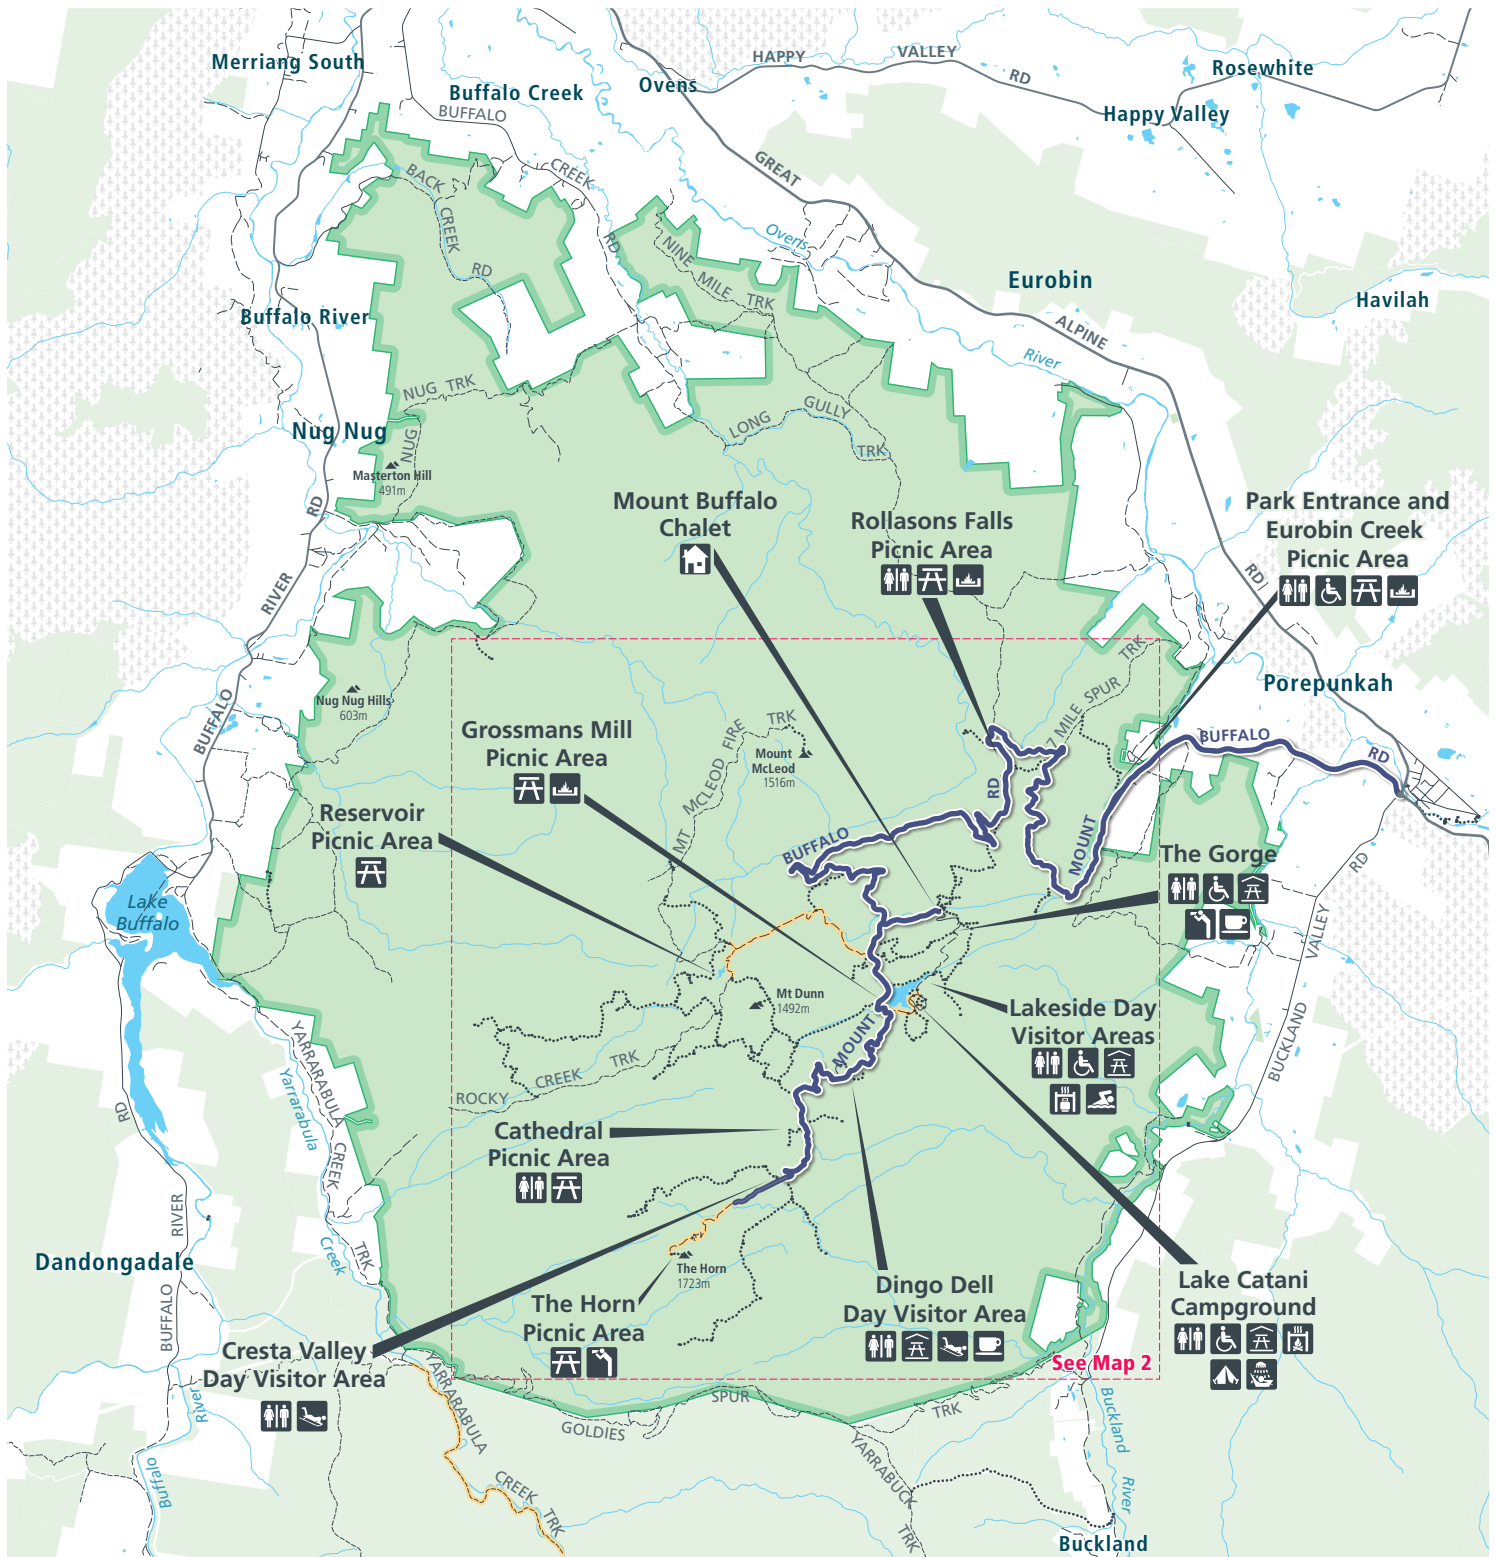 Merriang South
Buffalo Creek
BUFFALO
CREEK
RD
Ovens
HAPPY
VALLEY
RD
Rosewhite
Happy Valley
GREAT
ALPINE
RD
BACK
CREEK
RD
Ovens
River
NINE
MILE
TRK
Eurobin
Havilah
Buffalo River
NUG
TRK
NUG
Nug Nug
Masterton Hill
491m
LONG
GULLY
TRK
RD
RIVER
BUFFALO
Mount Buffalo
Chalet
Rollasons Falls
Picnic Area
Park Entrance and
Eurobin Creek
Picnic Area
Porepunkah
Nug Nug Hills
603m
Grossmans Mill
Picnic Area
MT
MCLEOD
FIRE
TRK
Mount
McLeod
1516m
7 MILE
SPUR
TRK
BUFFALO
RD
MOUNT
RD
BUFFALO
Reservoir
Picnic Area
The Gorge
Lake
Buffalo
BUCKLAND
VALLEY
RD
Mt Dunn
1492m
Lakeside Day
Visitor Areas
MOUNT
YARRARABULA
CREEK
TRK
Yarrarabula
Creek
ROCKY
CREEK
TRK
Cathedral
Picnic Area
RD
RIVER
BUFFALO
Dandongadale
The Horn
1723m
The Horn
Picnic Area
Dingo Dell
Day Visitor Area
Lake Catani
Campground
See Map 2
Cresta Valley
Day Visitor Area
River
Buffalo
YARRARABULA
CREEK
TRK
GOLDIES
SPUR
TRK
YARRABUCK
TRK
Buckland
River
Buckland